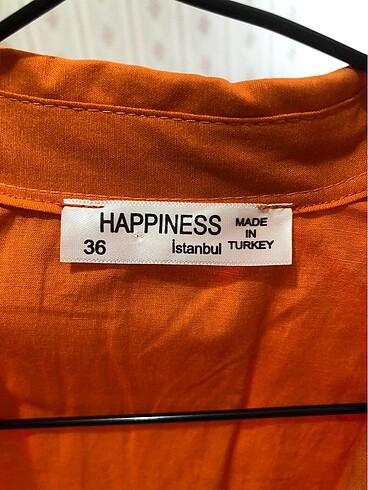 HAPPINESS
36 İstanbul
MADE
IN
TURKEY